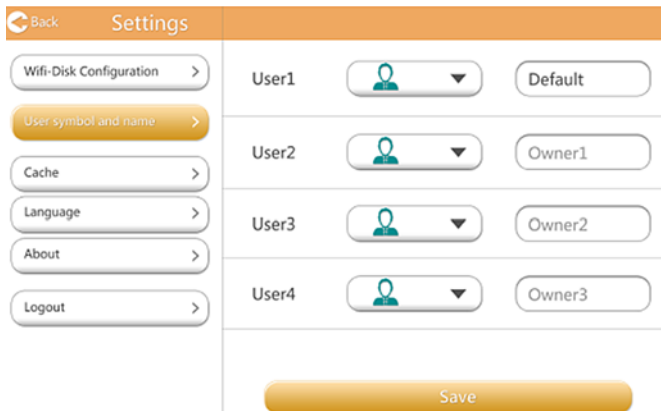 Back
Settings
Wifi-Disk Configuration
User symbol and name
Cache
Language
About
Logout
User1
Default
User2
Owner1
User3
Owner2
User4
Owner3
Save